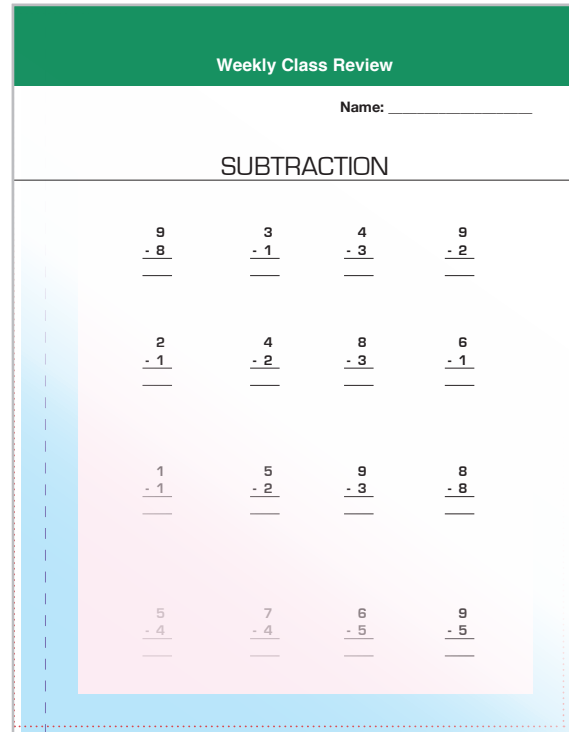 Weekly Class Review
Name: ____________________
SUBTRACTION
9 3 4 9
- 8 - 1 - 3 - 2
2 4 8 6
- 1 - 2 - 3 - 1
1 5 9 8
- 1 - 2 - 3 - 8
5 7 6 9
- 4 - 4 - 5 - 5